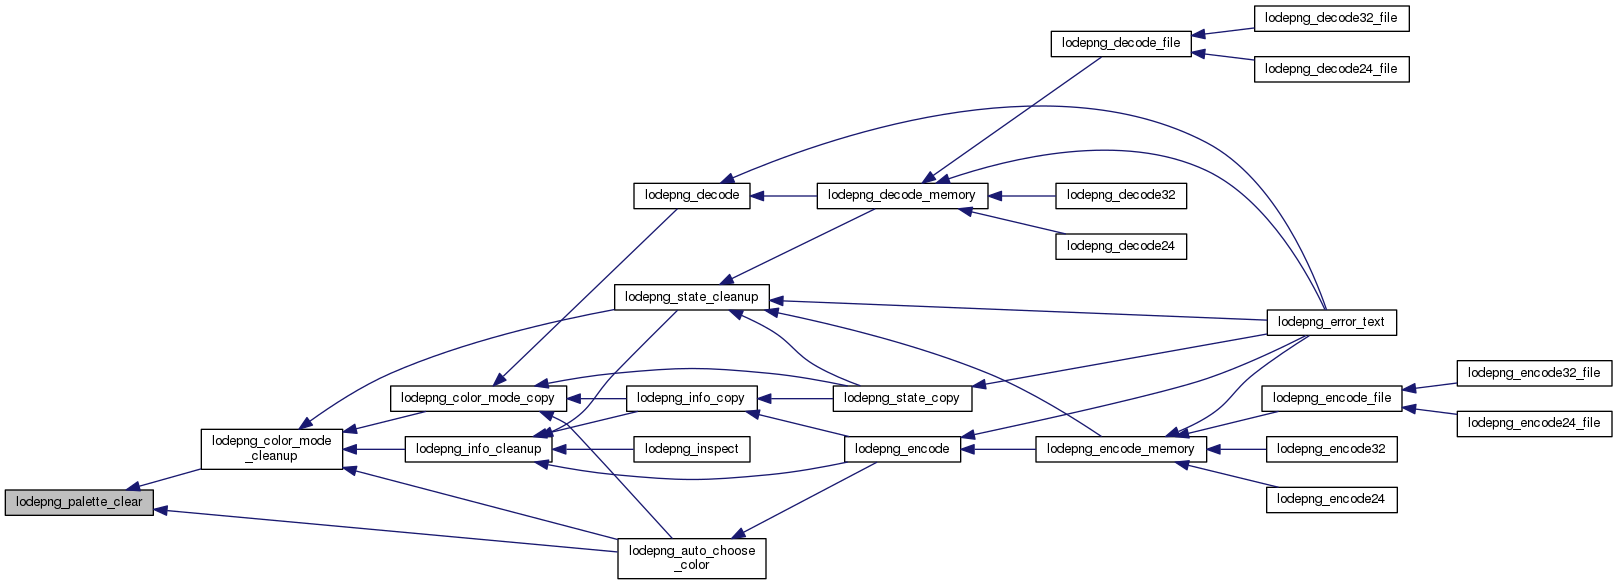 lodepng_decode32_file
lodepng_decode_file
lodepng_decode24_file
lodepng_decode
lodepng_decode_memory
lodepng_decode32
lodepng_decode24
lodepng_state_cleanup
lodepng_error_text
lodepng_encode32_file
lodepng_color_mode_copy
lodepng_info_copy
lodepng_state_copy
lodepng_encode_file
lodepng_encode24_file
lodepng_color_mode
_cleanup
lodepng_info_cleanup
lodepng_inspect
lodepng_encode
lodepng_encode_memory
lodepng_encode32
lodepng_palette_clear
lodepng_encode24
lodepng_auto_choose
_color